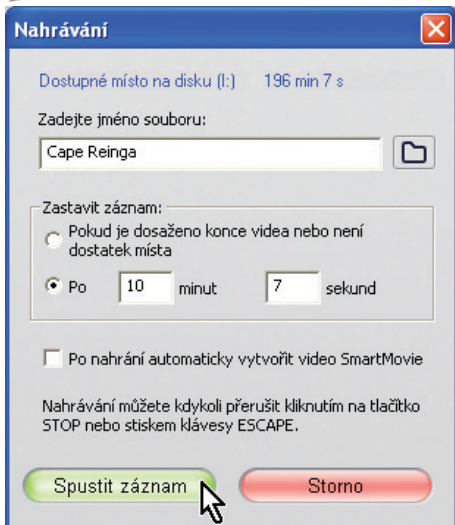 Nahrávání
Dostupné místo na disku (I:) 196 min 7 s
Zadejte jméno souboru:
Cape Reinga
Zastavit záznam:
Pokud je dosaženo konce videa nebo není
dostatek místa
Po 10 minut 7 sekund
Po nahrání automaticky vytvořit video SmartMovie
Nahrávání můžete kdykoli přerušit kliknutím na tlačítko
STOP nebo stiskem klávesy ESCAPE.
Spustit záznam Storno